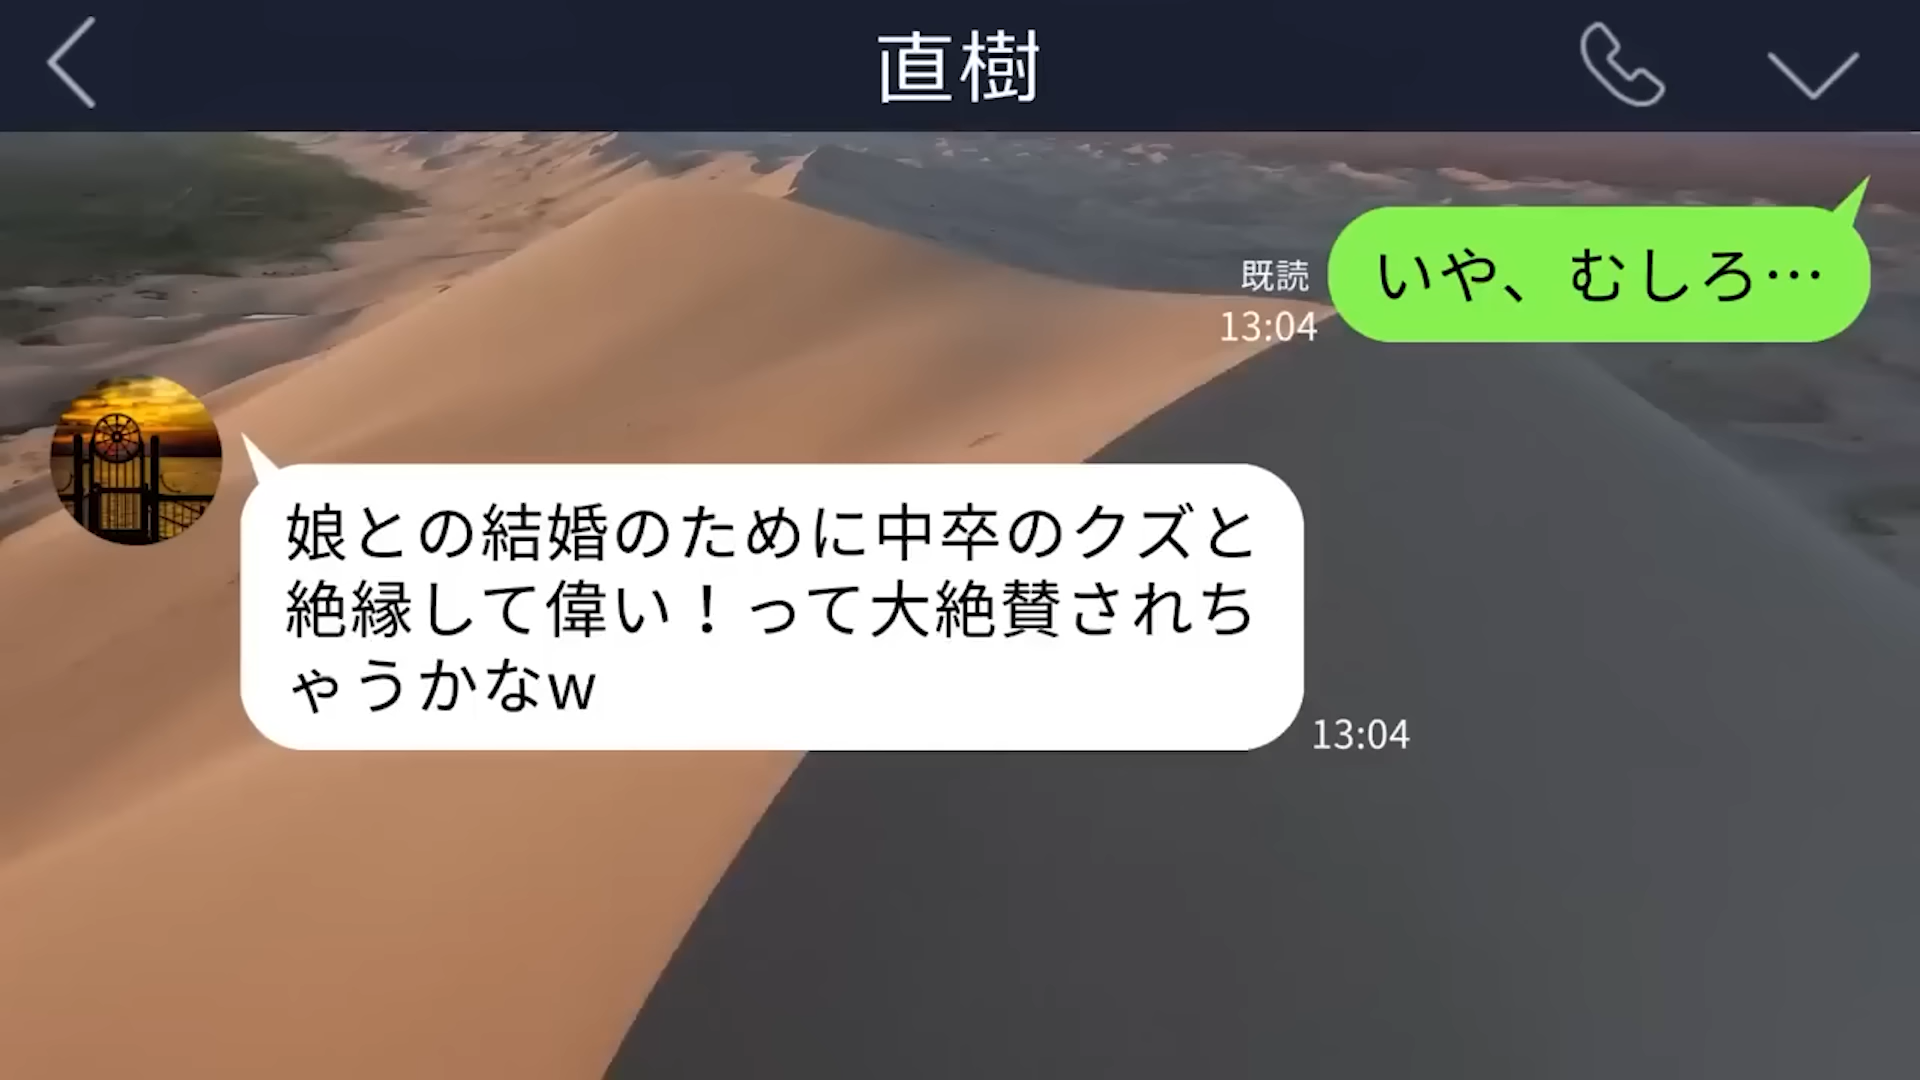 直樹
いや、むしろ…
既読
13:04
娘との結婚のために中卒のクズと
絶縁して偉い！って大絶賛されち
ゃうかなw
13:04